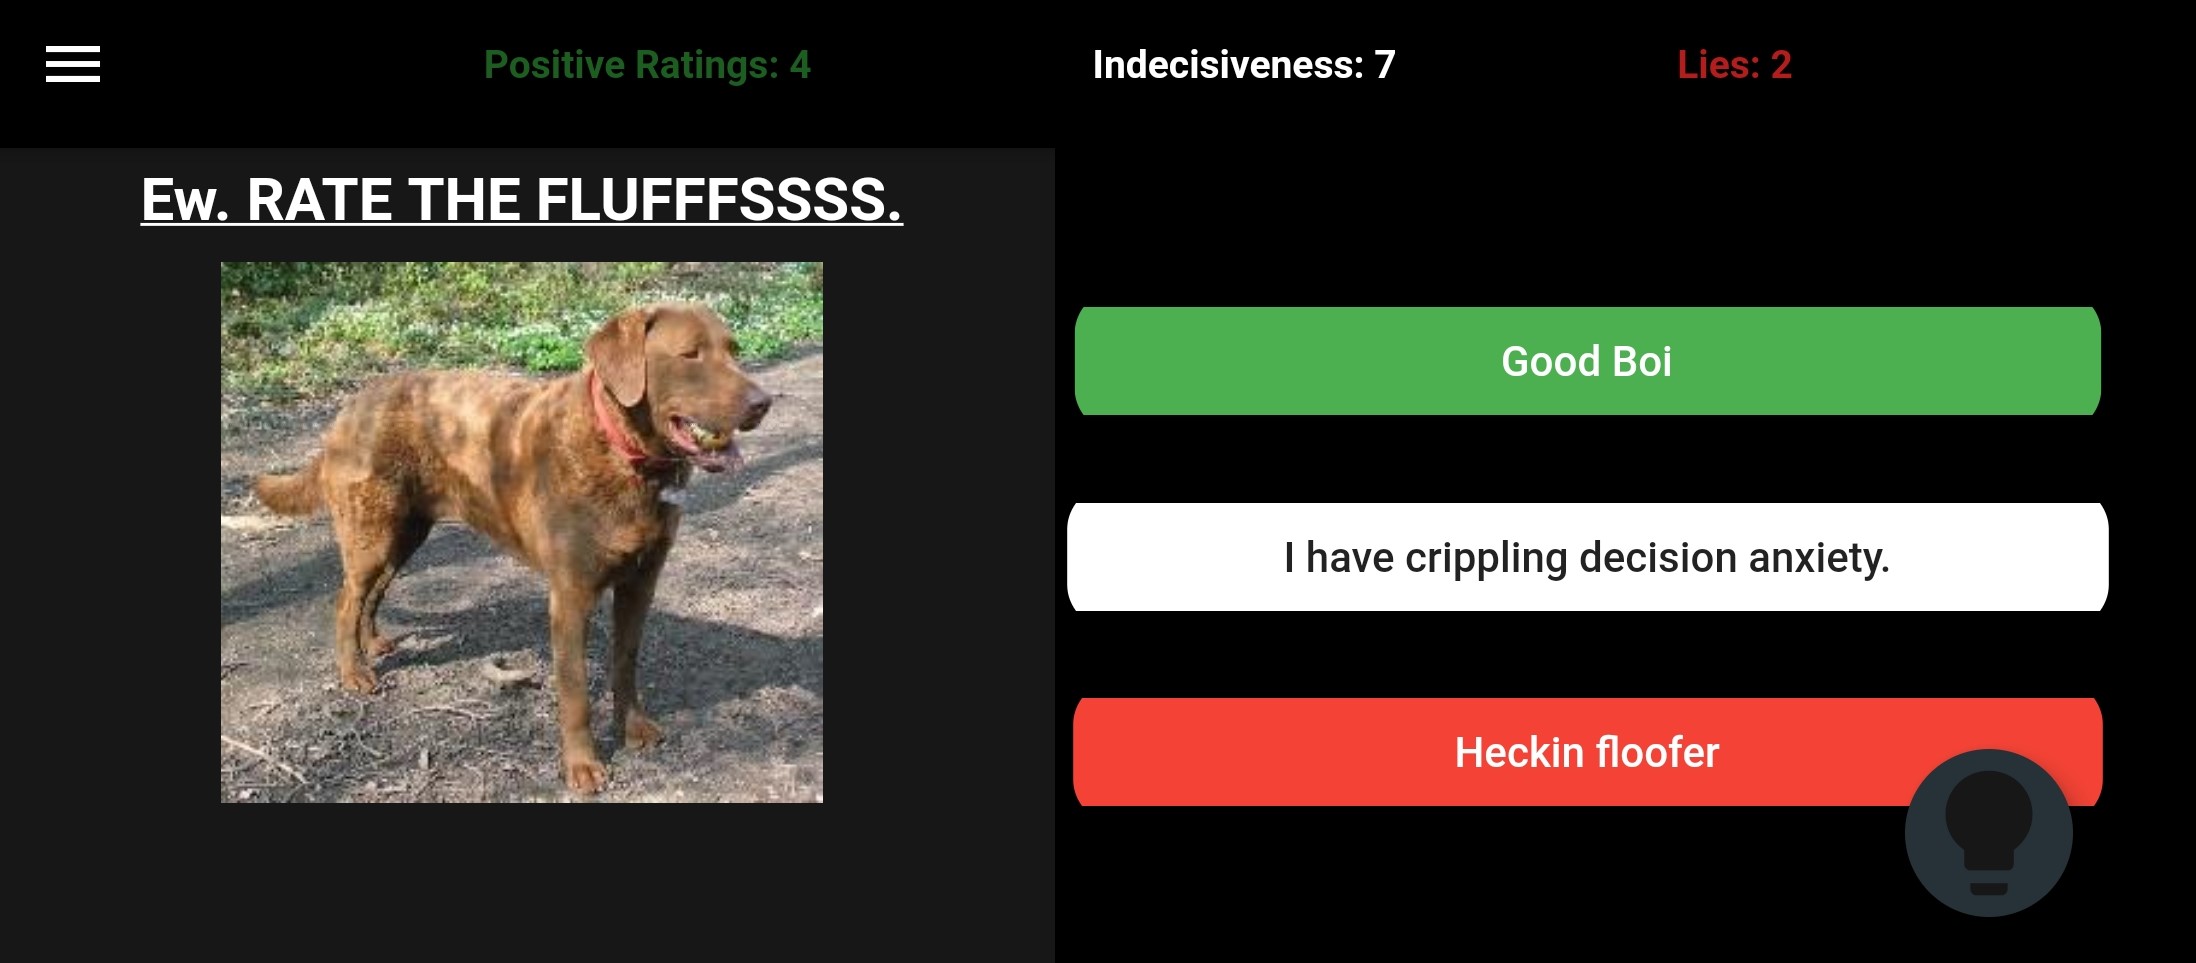 Positive Ratings: 4
Indecisiveness: 7
Lies: 2
Ew. RATE THE FLUFFFSSSS.
Good Boi
I have crippling decision anxiety.
Heckin floofer